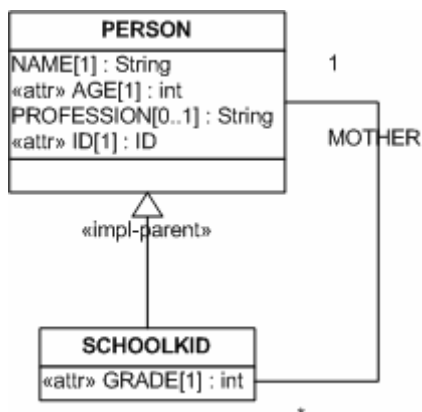 PERSON
NAME[1] : String
«attr» AGE[1] : int
PROFESSION[0..1] : String
«attr» ID[1] : ID
1
MOTHER
«impl-parent»
SCHOOLKID
«attr» GRADE[1] : int
*